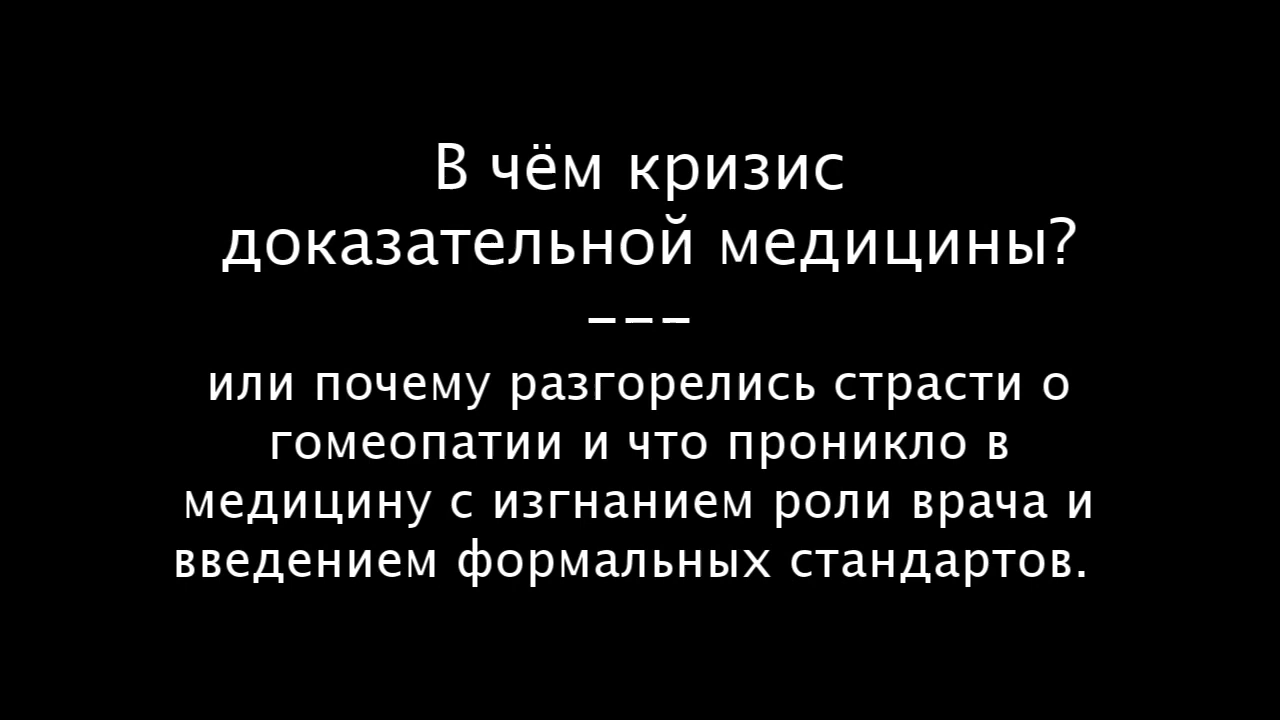 В чём кризис
доказательной медицины?
---
или почему разгорелись страсти о
гомеопатии и что проникло в
медицину с изгнанием роли врача и
введением формальных стандартов.